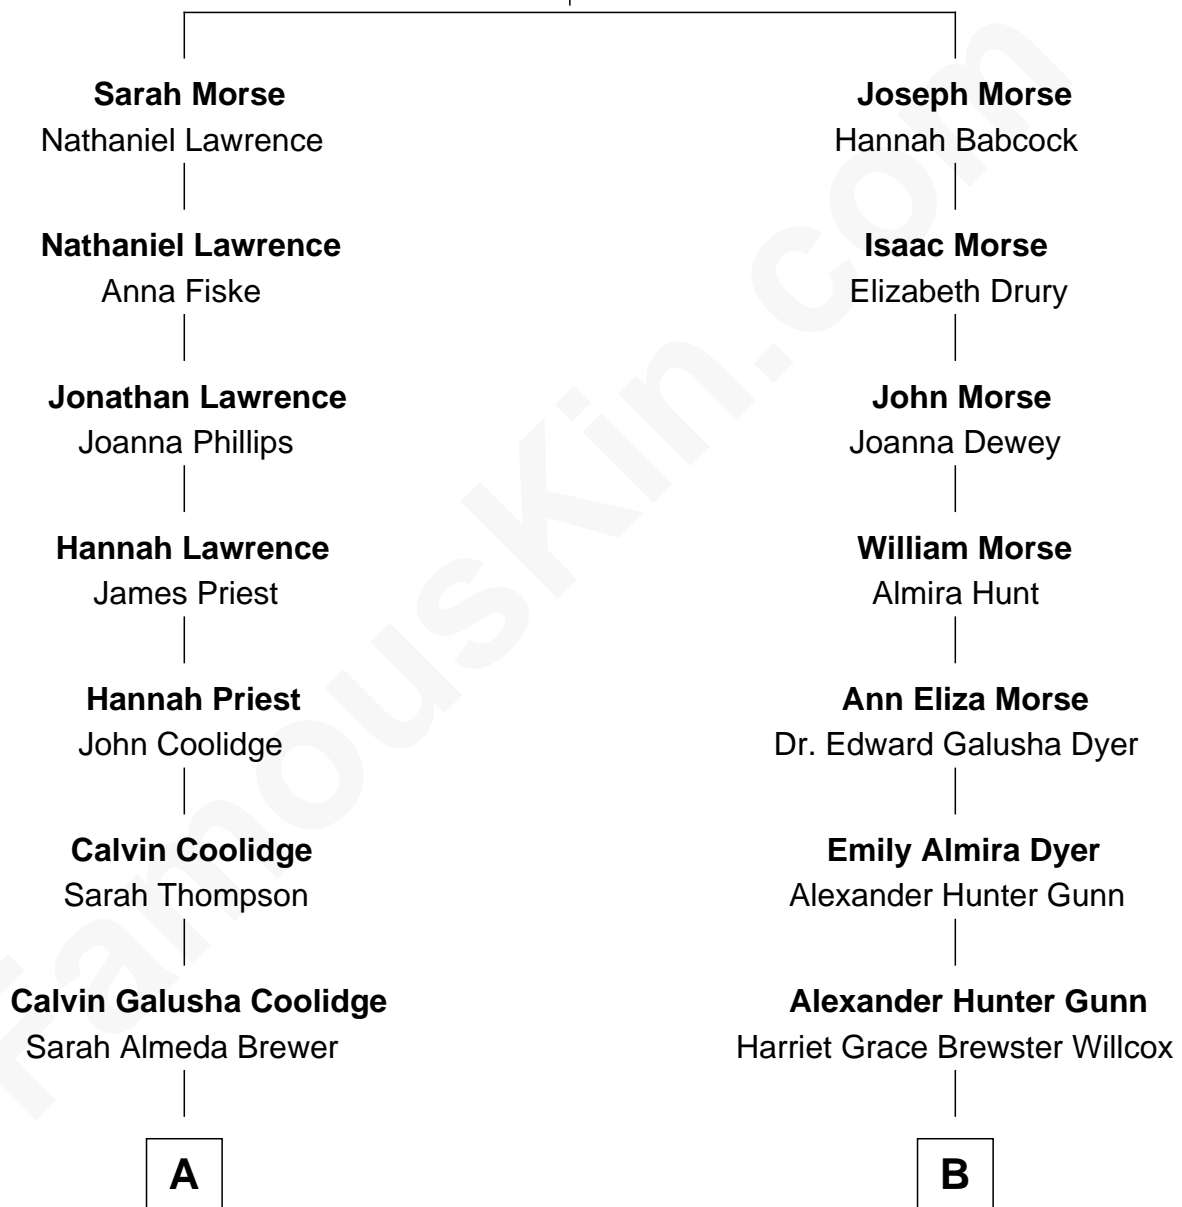 Sarah Morse
Nathaniel Lawrence
Nathaniel Lawrence
Anna Fiske
Jonathan Lawrence
Joanna Phillips
Hannah Lawrence
James Priest
Hannah Priest
John Coolidge
Calvin Coolidge
Sarah Thompson
Calvin Galusha Coolidge
Sarah Almeda Brewer
A
Joseph Morse
Hannah Babcock
Isaac Morse
Elizabeth Drury
John Morse
Joanna Dewey
William Morse
Almira Hunt
Ann Eliza Morse
Dr. Edward Galusha Dyer
Emily Almira Dyer
Alexander Hunter Gunn
Alexander Hunter Gunn
Harriet Grace Brewster Willcox
B
FamousKin.com